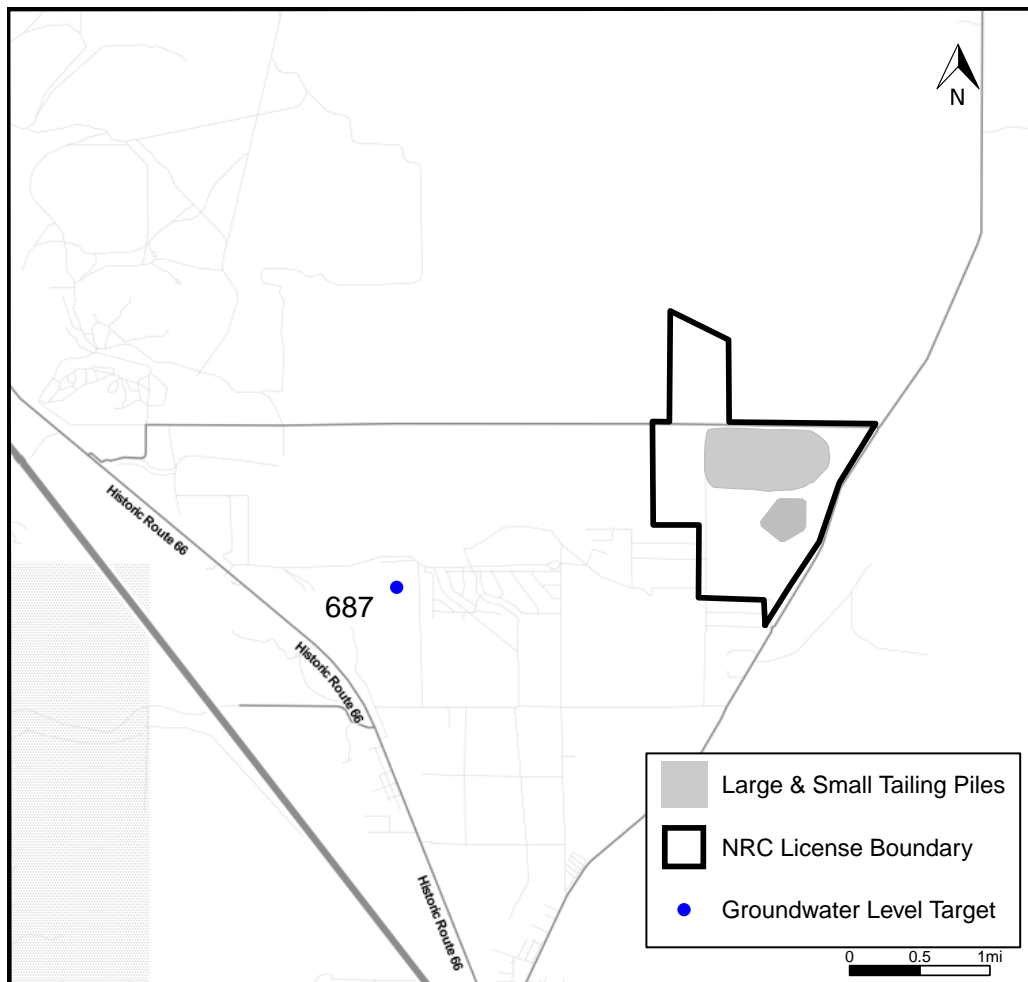 N
Historic Route 66
687
Historic Route 66
Large & Small Tailing Piles
NRC License Boundary
Historic Route 66
Groundwater Level Target
0 0.5 1mi